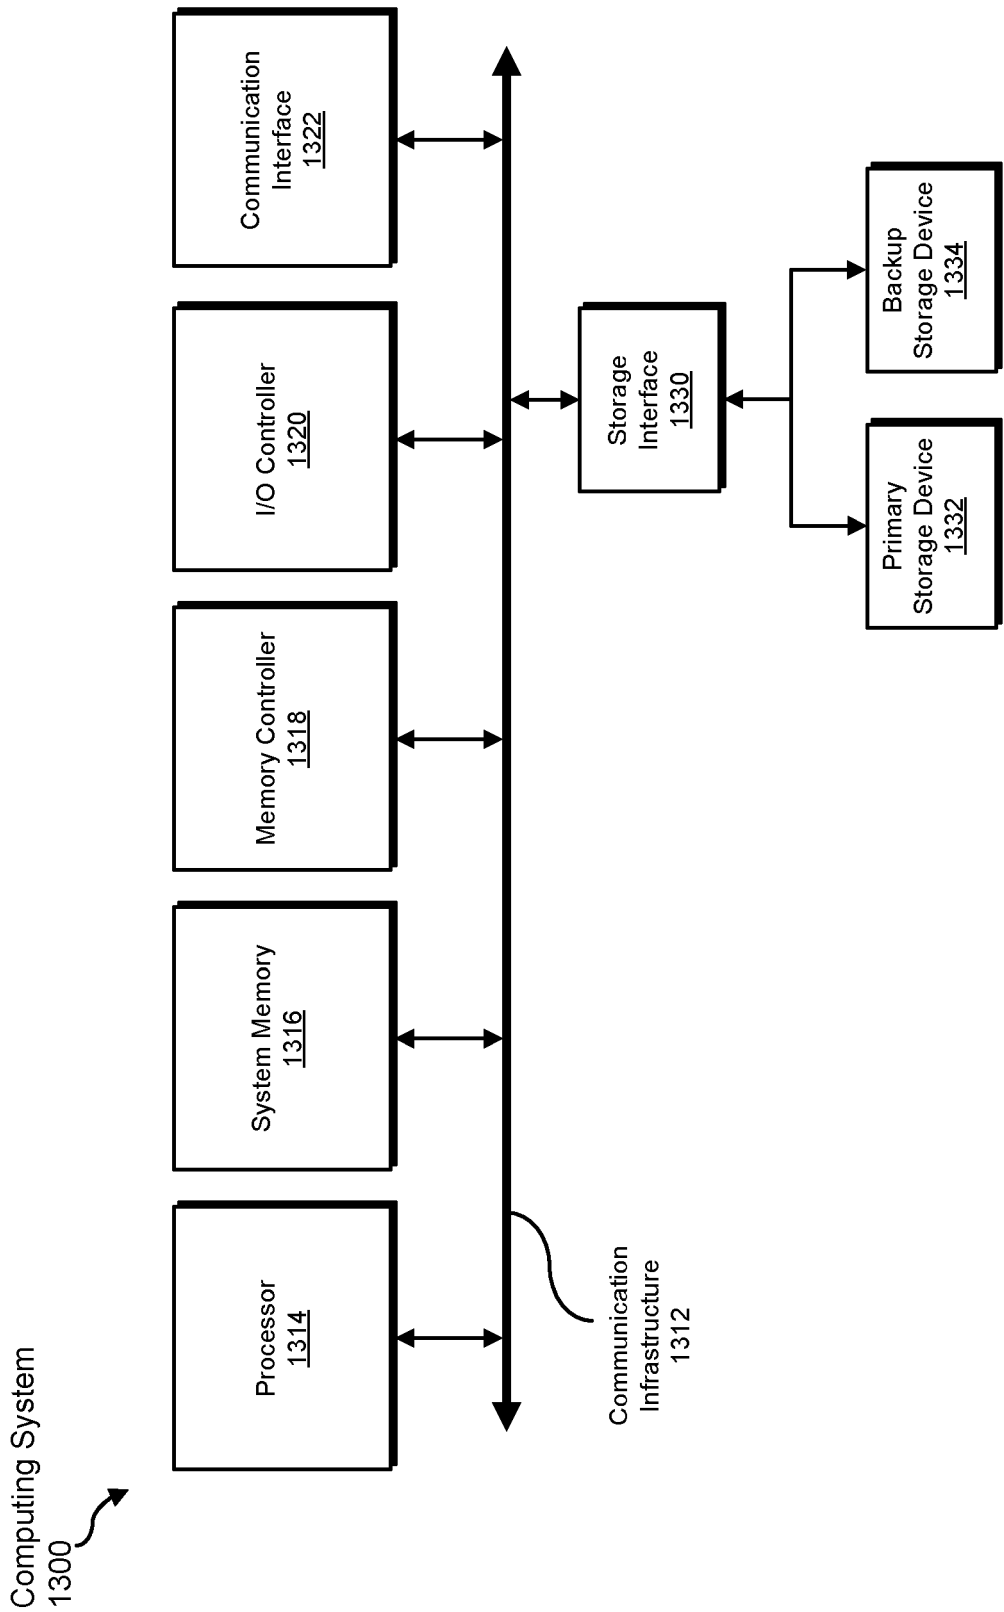 Computing System
1300
Processor
1314
System Memory
1316
Memory Controller
1318
I/O Controller
1320
Communication
Interface
1322
Communication
Infrastructure
1312
Storage
Interface
1330
Primary
Storage Device
1332
Backup
Storage Device
1334